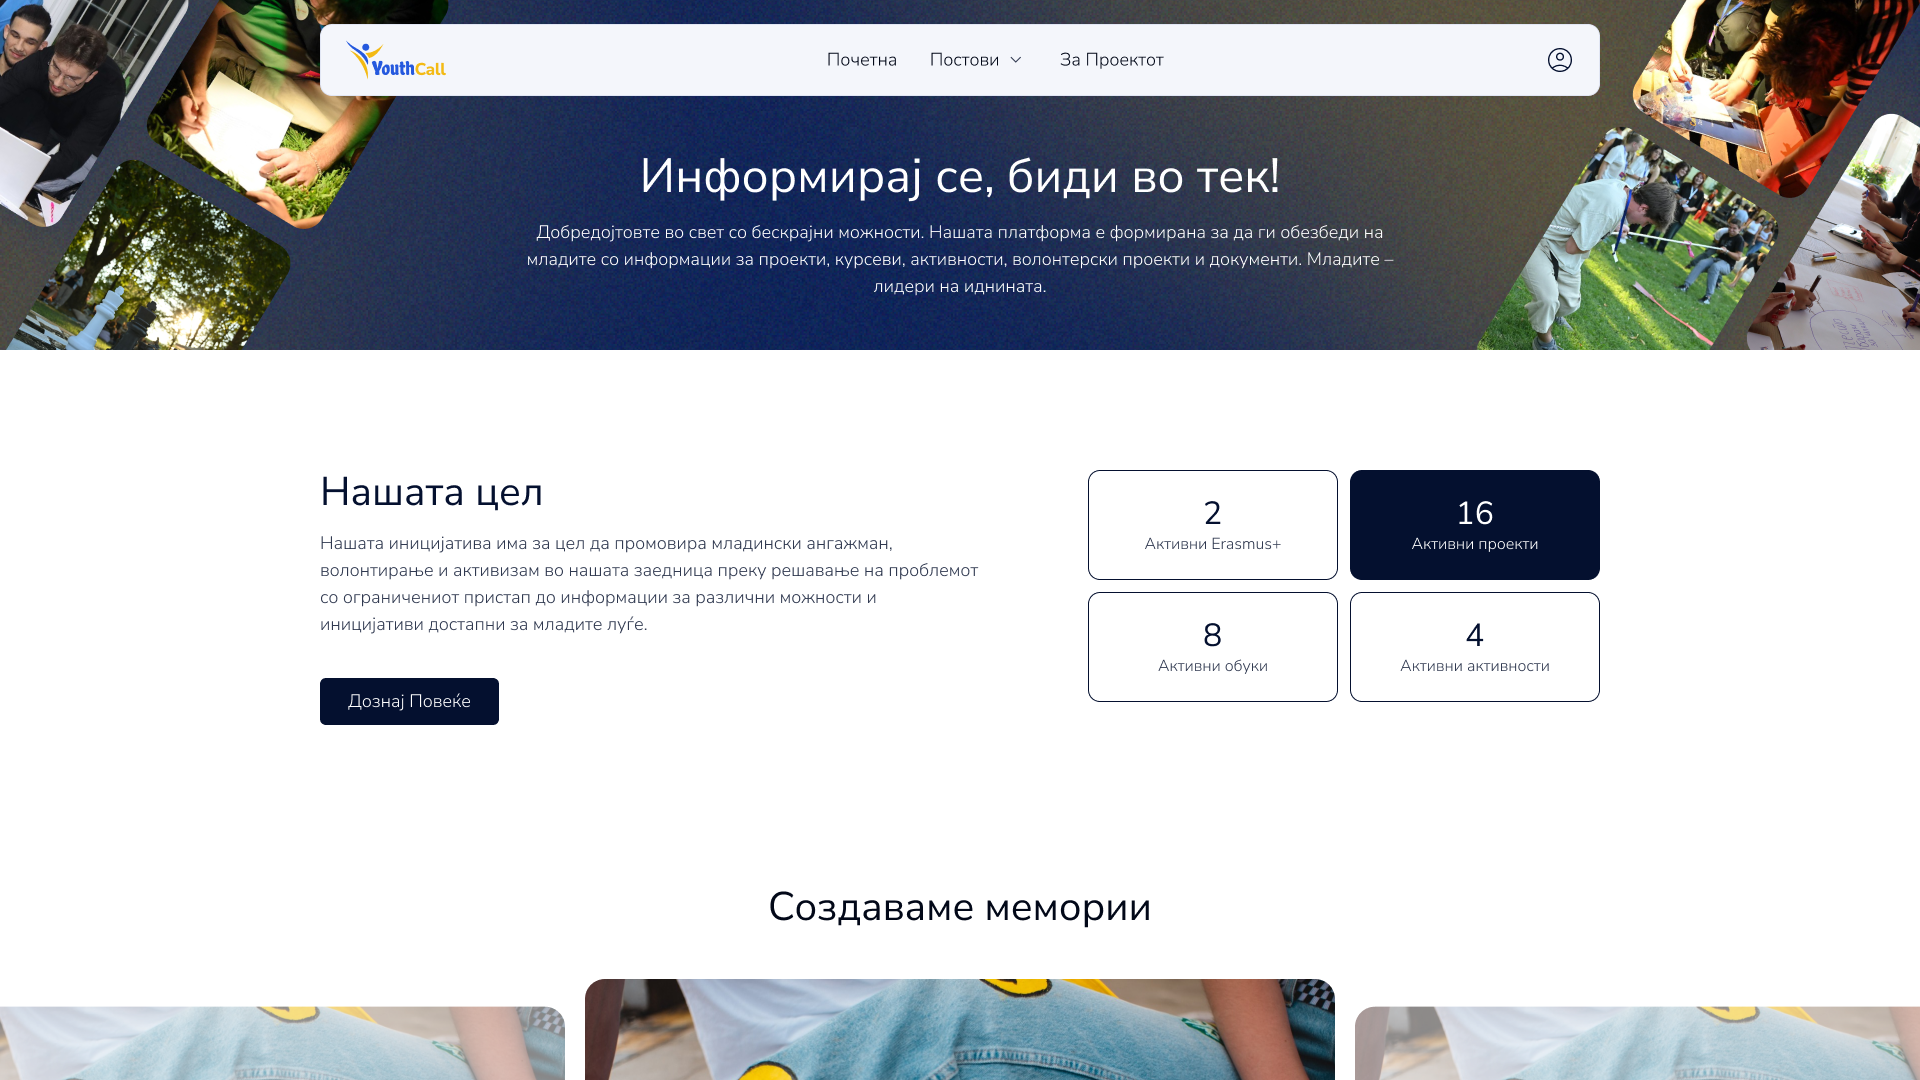 YouthCall
Почетна
Постови
За Проектот
Информирај се, биди во тек!
Добредојтовте во свет со бескрајни можности. Нашата платформа е формирана за да ги обезбеди на
младите со информации за проекти, курсеви, активности, волонтерски проекти и документи. Младите –
лидери на иднината.
Нашата цел
Нашата иницијатива има за цел да промовира младински ангажман,
волонтирање и активизам во нашата заедница преку решавање на проблемот
со ограничениот пристап до информации за различни можности и
иницијативи достапни за младите луѓе.
Дознај Повеќе
2
Активни Erasmus+
16
Активни проекти
8
Активни обуки
4
Активни активности
Создаваме мемории